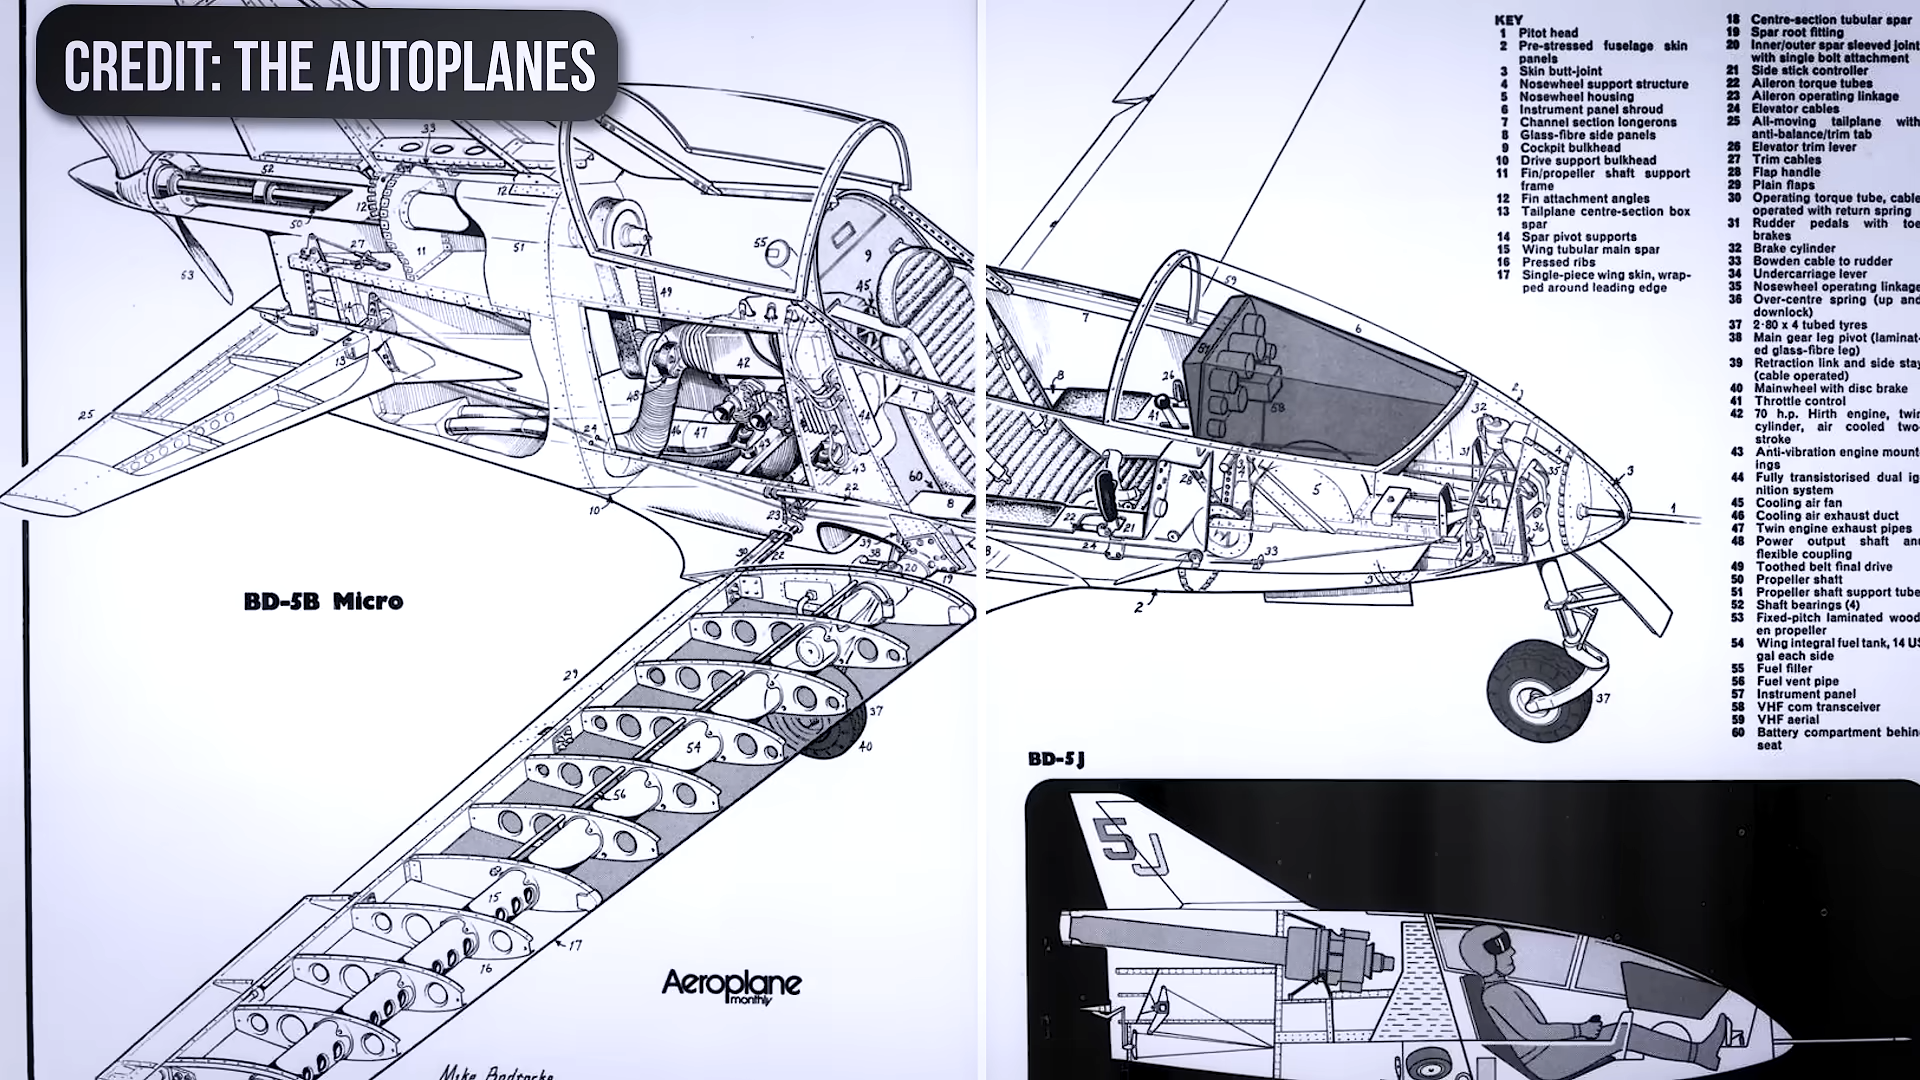 CREDIT: THE AUTOPLANES
KEY
1 Pitot head
2 Pre-stressed fuselage skin
panels
3 Skin butt-joint
4 Nosewheel support structure
5 Nosewheel housing
6 Instrument panel shroud
7 Channel section longerons
8 Glass-fibre side panels
9 Cockpit bulkhead
10 Drive support bulkhead
11 Fin/propeller shaft support
frame
12 Fin attachment angles
13 Tailplane centre-section box
spar
14 Spar pivot supports
15 Wing tubular main spar
16 Pressed ribs
17 Single-piece wing skin, wrap-
ped around leading edge
18 Centre-section tubular spar
19 Spar root fitting
20 Inner/outer spar sleeved joint
with single bolt attachment
21 Side stick controller
22 Aileron torque tubes
23 Aileron operating linkage
24 Elevator cables
25 All-moving tailplane with
anti-balance/trim tab
26 Elevator trim lever
27 Trim cables
28 Flap handle
29 Plain flaps
30 Operating torque tube, cable
operated with return spring
31 Rudder pedals with toe
brakes
32 Brake cylinder
33 Bowden cable to rudder
34 Undercarriage lever
35 Nosewheel operating linkage
36 Over-centre spring (up and
downlock)
37 2·80 x 4 tubed tyres
38 Main gear leg pivot (laminat-
ed glass-fibre leg)
39 Retraction link and side stay
(cable operated)
40 Mainwheel with disc brake
41 Throttle control
42 70 h.p. Hirth engine, twin
cylinder, air cooled two-
stroke
43 Anti-vibration engine mount-
ings
44 Fully transistorised dual ig-
nition system
45 Cooling air fan
46 Cooling air exhaust duct
47 Twin engine exhaust pipes
48 Power output shaft and
flexible coupling
49 Toothed belt final drive
50 Propeller shaft
51 Propeller shaft support tube
52 Shaft bearings (4)
53 Fixed-pitch laminated wood-
en propeller
54 Wing integral fuel tank, 14 US
gal each side
55 Fuel filler
56 Fuel vent pipe
57 Instrument panel
58 VHF com transceiver
59 VHF aerial
60 Battery compartment behin
seat
BD-5B Micro
BD-5J
5J
Aeroplane
monthly
Mike Badrocke